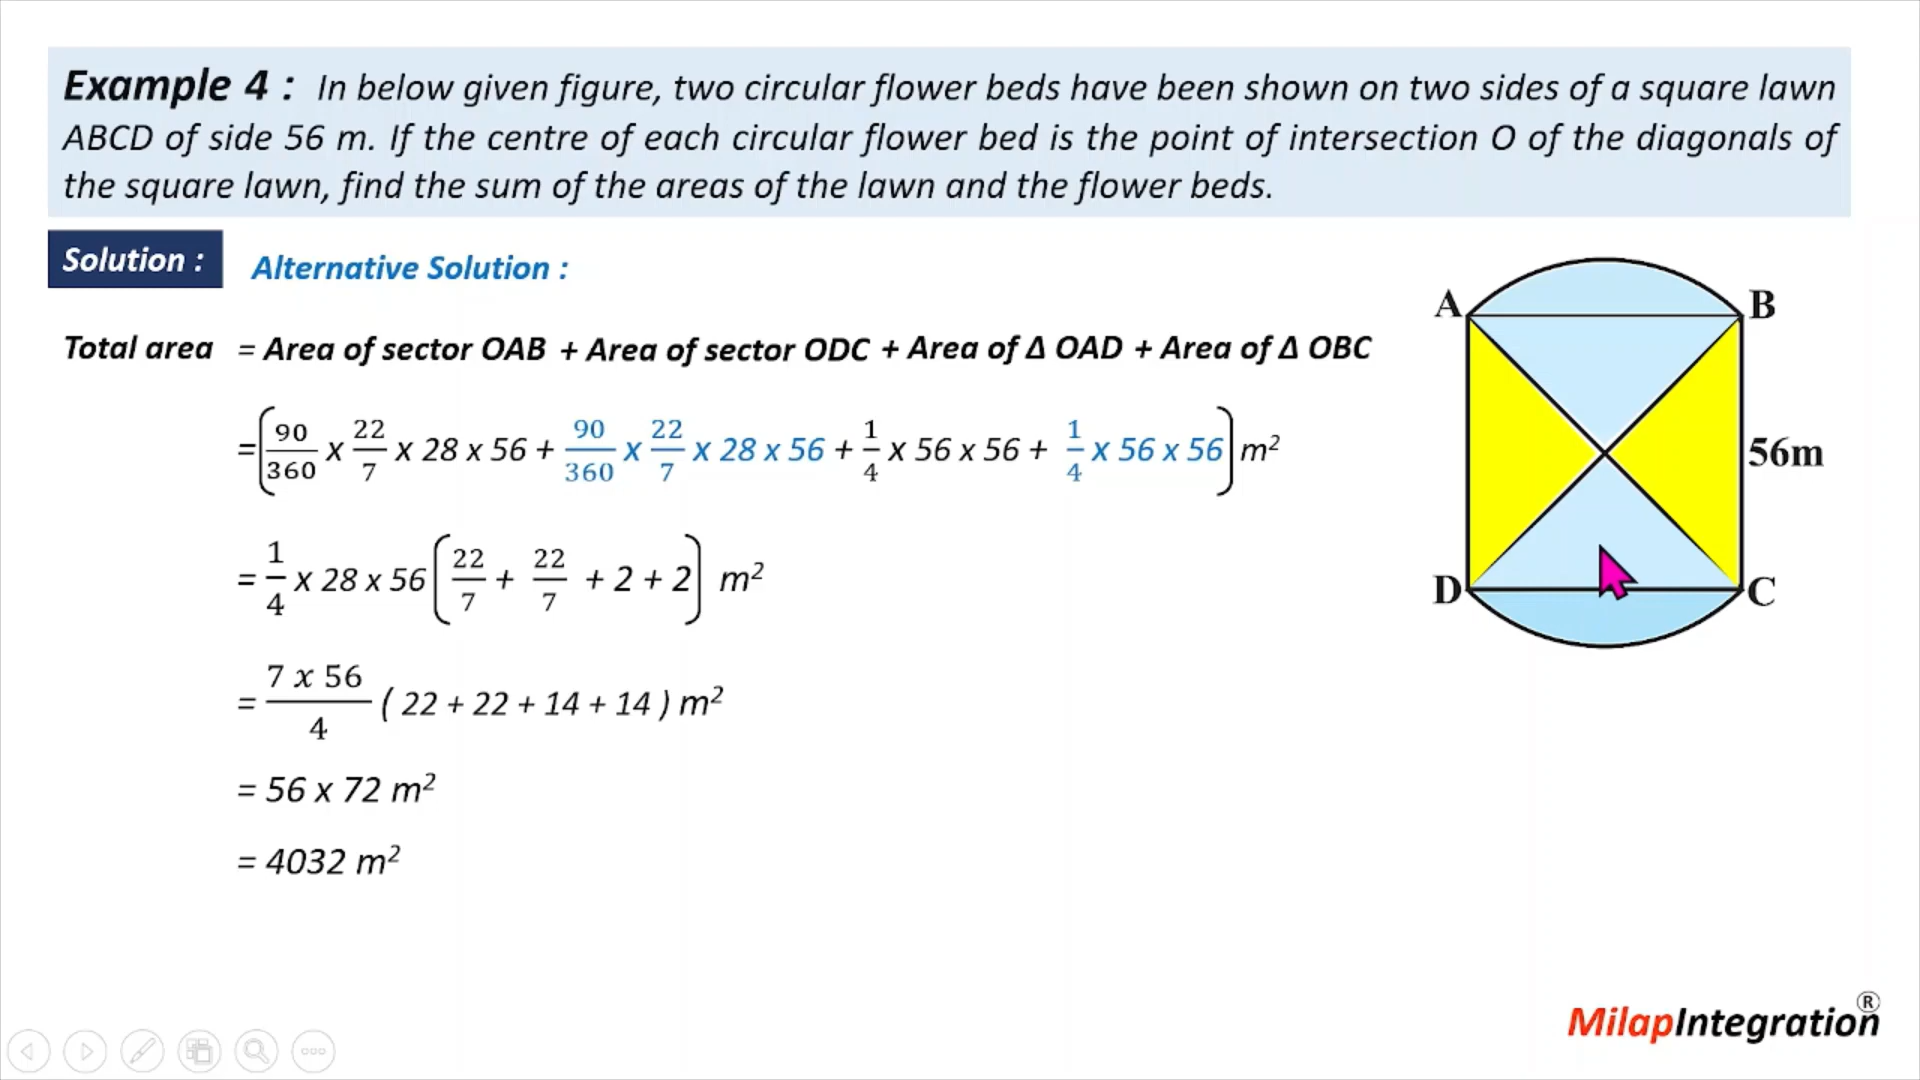 Example 4 : In below given figure, two circular flower beds have been shown on two sides of a square lawn
ABCD of side 56 m. If the centre of each circular flower bed is the point of intersection O of the diagonals of
the square lawn, find the sum of the areas of the lawn and the flower beds.
Solution :
Alternative Solution :
Total area = Area of sector OAB + Area of sector ODC + Area of Δ OAD + Area of Δ OBC
= (90/360 x 22/7 x 28 x 56 + 90/360 x 22/7 x 28 x 56 + 1/4 x 56 x 56 + 1/4 x 56 x 56) m²
= 1/4 x 28 x 56 (22/7 + 22/7 + 2 + 2) m²
= 7 x 56/4 ( 22 + 22 + 14 + 14 ) m²
= 56 x 72 m²
= 4032 m²
A
B
56m
D
C
MilapIntegration®